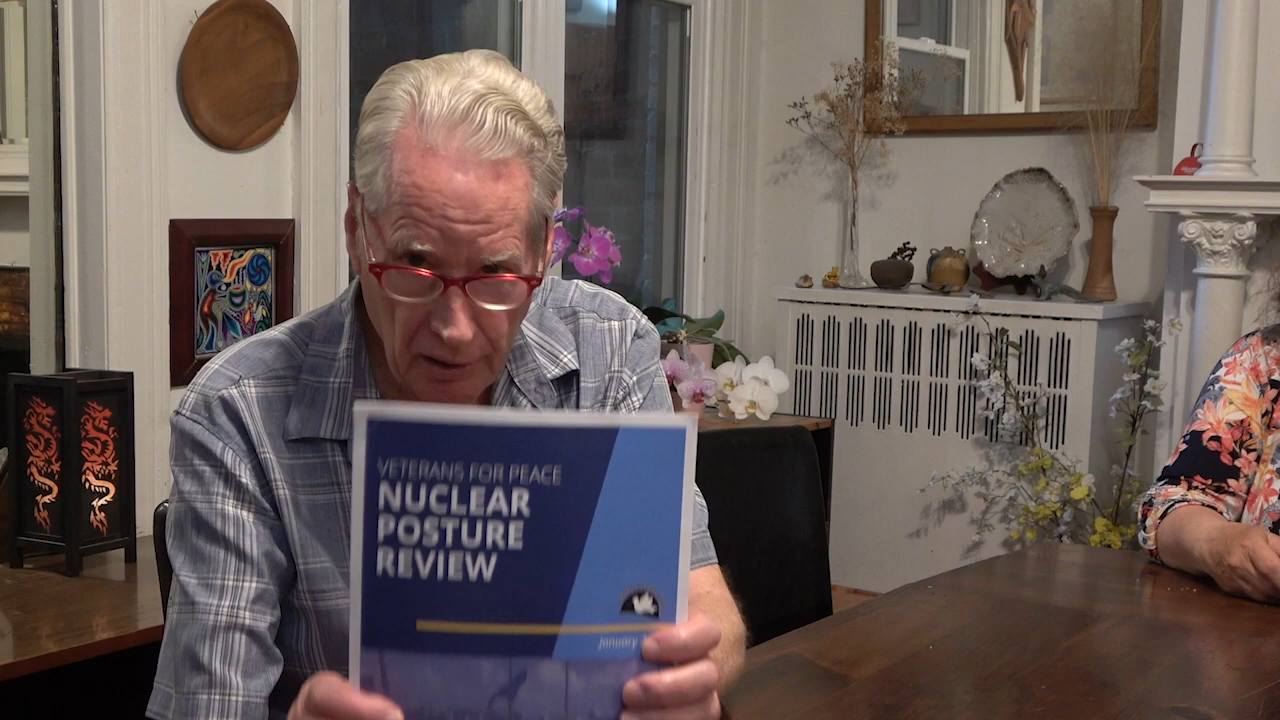 VETERANS FOR PEACE
NUCLEAR
POSTURE
REVIEW
January